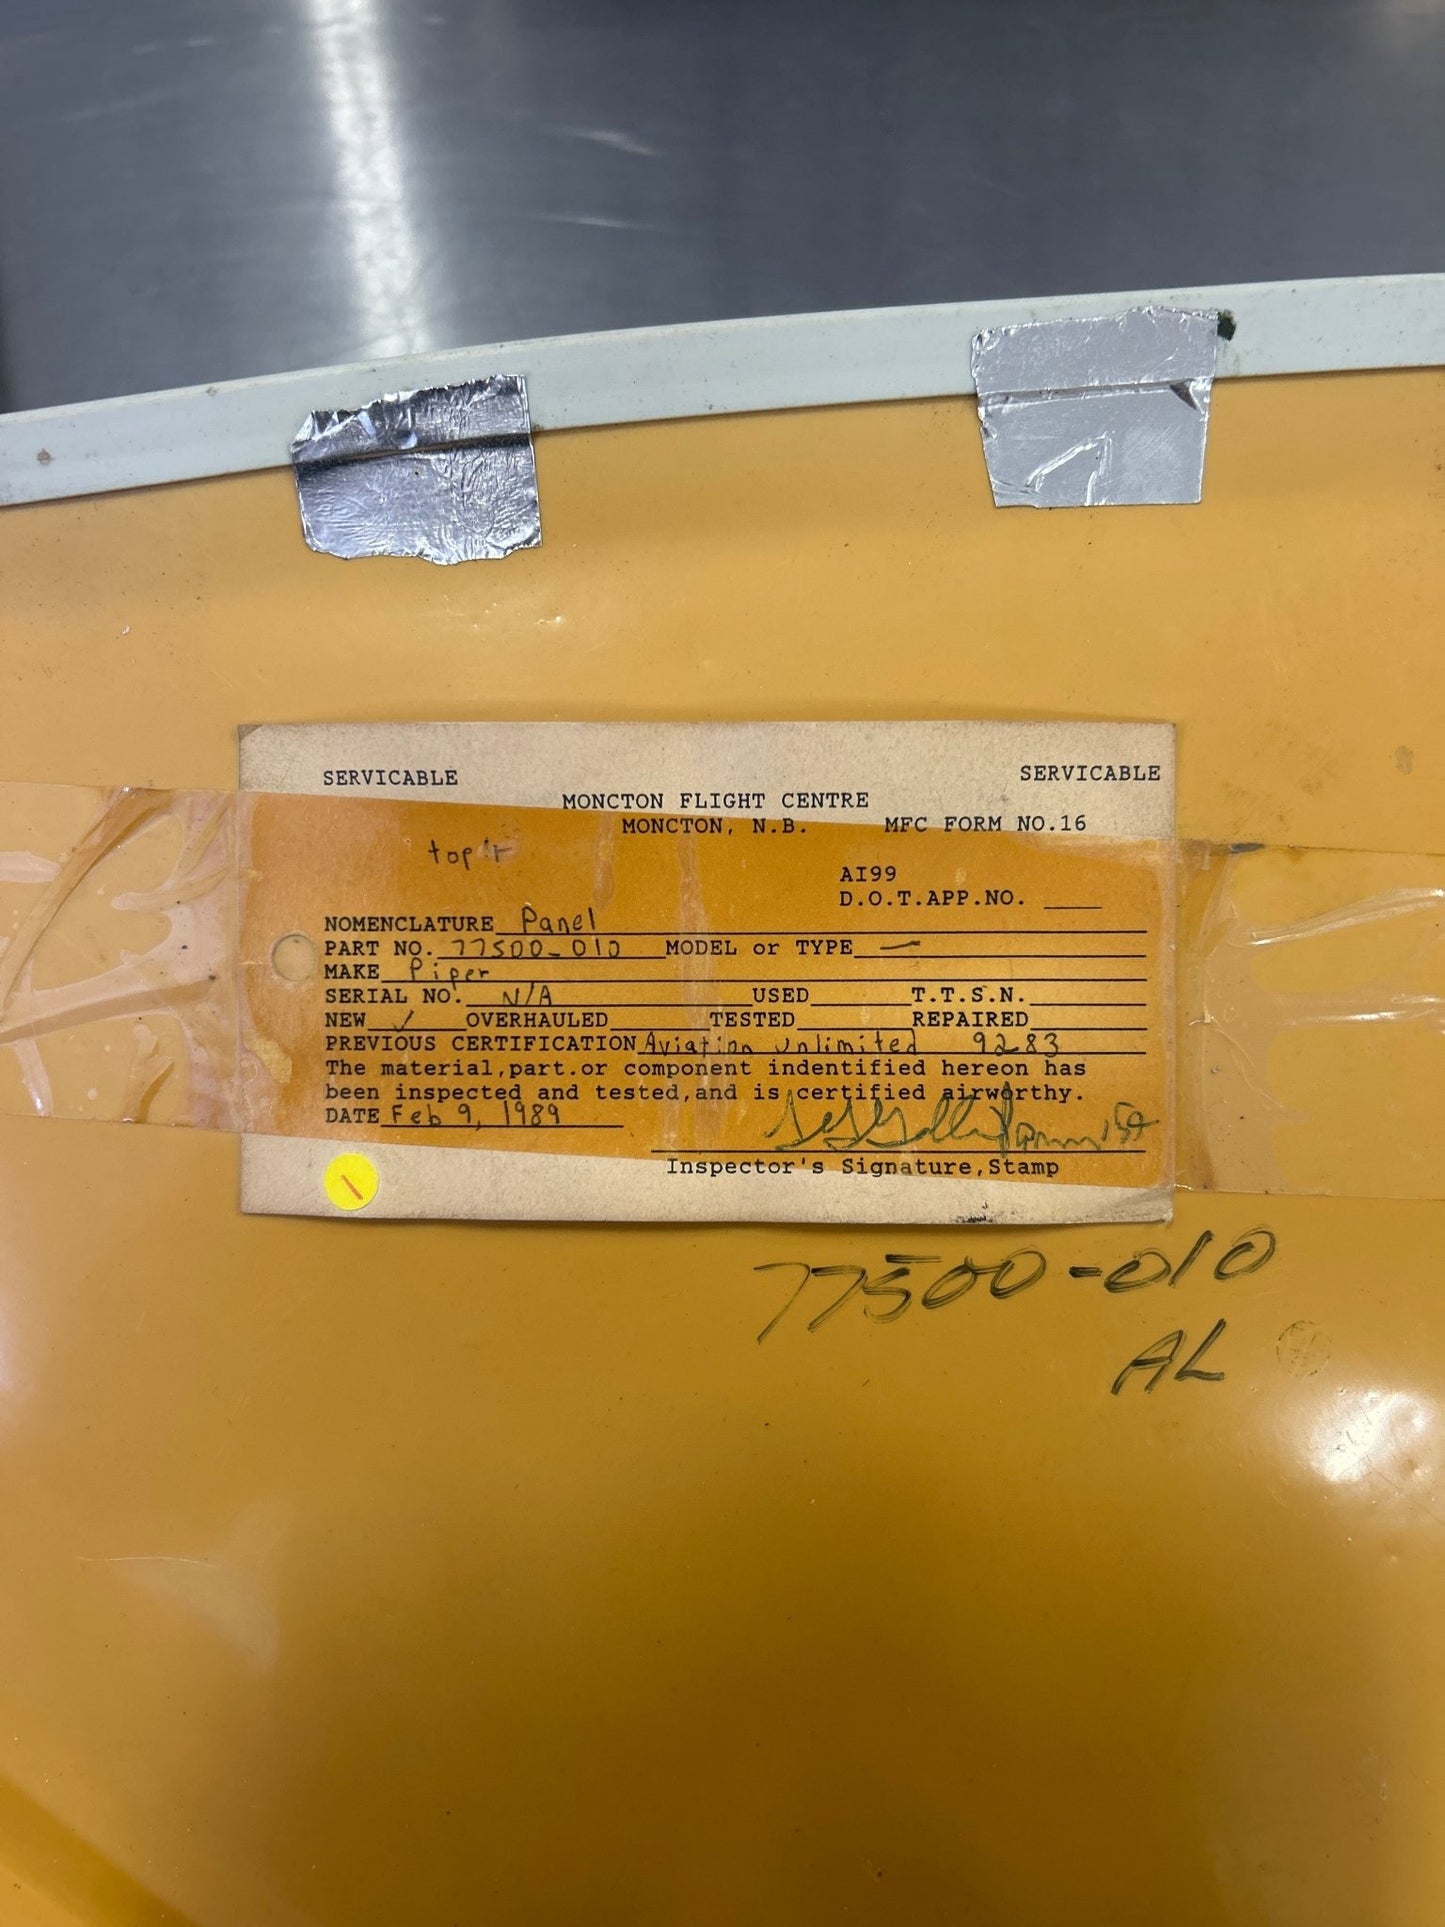 SERVICABLE SERVICABLE
MONCTON FLIGHT CENTRE
MONCTON, N.B. MFC FORM NO.16
top
AI99
D.O.T.APP.NO. ____
NOMENCLATURE Panel
PART NO. 77500-010 MODEL or TYPE —
MAKE Piper
SERIAL NO. N/A USED T.T.S.N.
NEW ✓ OVERHAULED TESTED REPAIRED
PREVIOUS CERTIFICATION Aviation Unlimited 9283
The material,part.or component indentified hereon has
been inspected and tested,and is certified airworthy.
DATE Feb 9, 1989
Inspector's Signature,Stamp
77500-010
AL